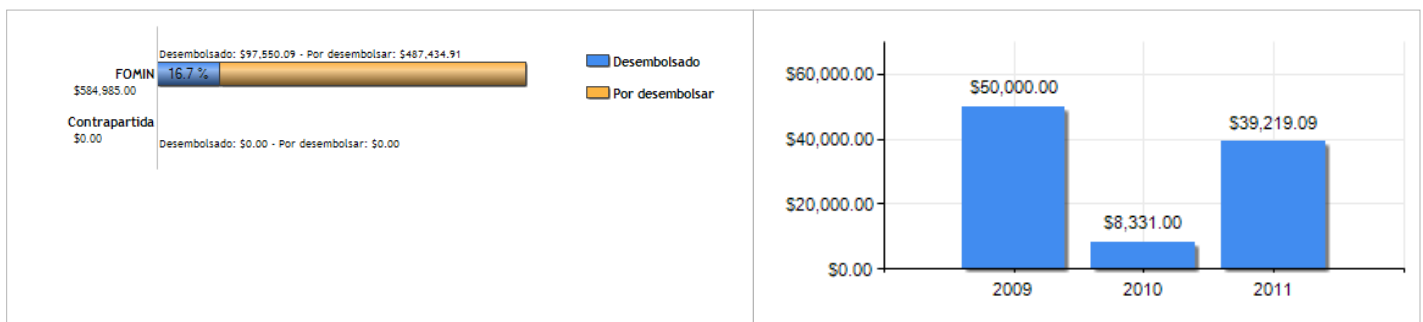 Desembolsado: $97,550.09 - Por desembolsar: $487,434.91
FOMIN
16.7 %
$584,985.00
Contrapartida
$0.00
Desembolsado: $0.00 - Por desembolsar: $0.00
Desembolsado
Por desembolsar
$60,000.00
$40,000.00
$20,000.00
$0.00
$50,000.00
$8,331.00
$39,219.09
2009
2010
2011